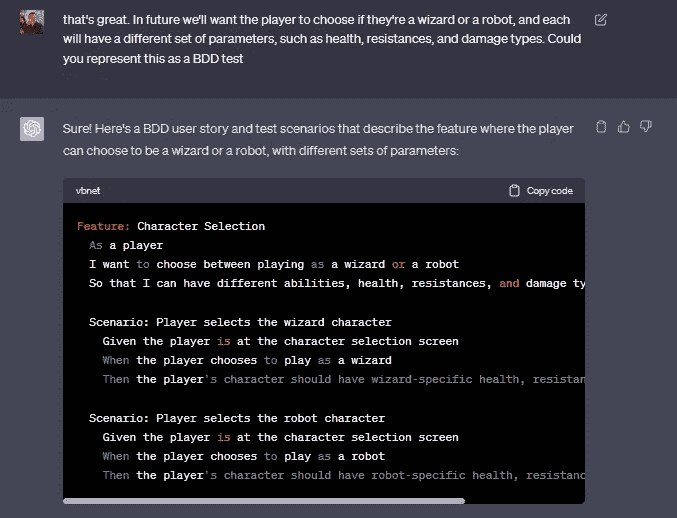 that's great. In future we'll want the player to choose if they're a wizard or a robot, and each
will have a different set of parameters, such as health, resistances, and damage types. Could
you represent this as a BDD test
Sure! Here's a BDD user story and test scenarios that describe the feature where the player
can choose to be a wizard or a robot, with different sets of parameters:
vbnet Copy code
Feature: Character Selection
As a player
I want to choose between playing as a wizard or a robot
So that I can have different abilities, health, resistances, and damage ty
Scenario: Player selects the wizard character
Given the player is at the character selection screen
When the player chooses to play as a wizard
Then the player's character should have wizard-specific health, resistan
Scenario: Player selects the robot character
Given the player is at the character selection screen
When the player chooses to play as a robot
Then the player's character should have robot-specific health, resistanc